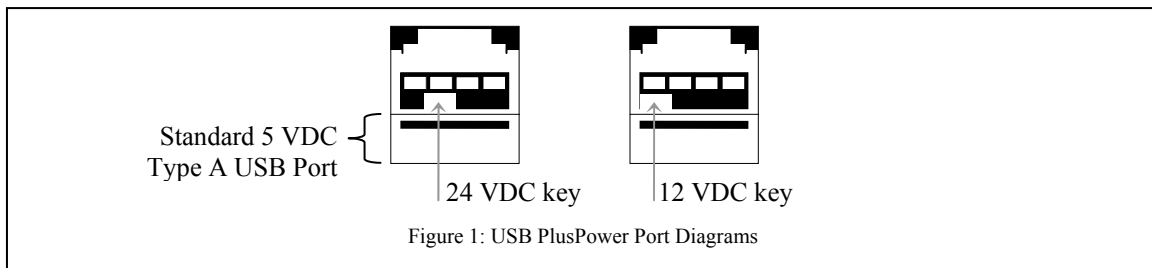 Standard 5 VDC
Type A USB Port
24 VDC key
12 VDC key
Figure 1: USB PlusPower Port Diagrams